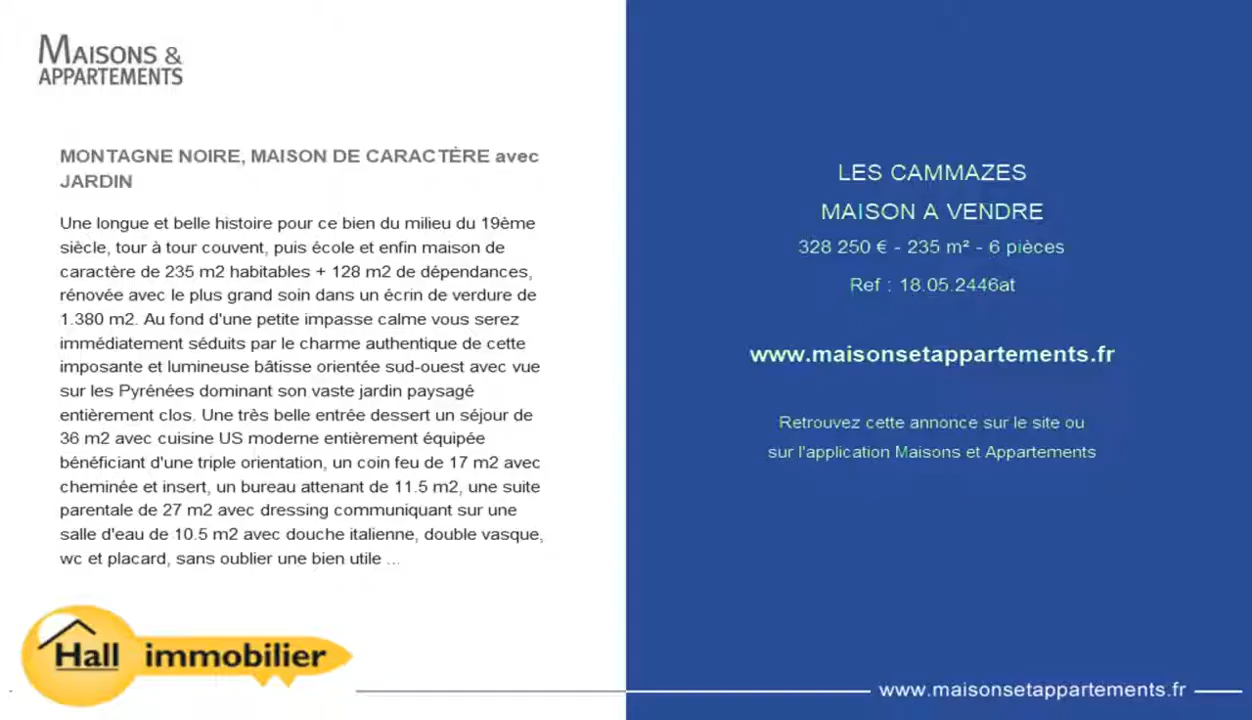 MAISONS &
APPARTEMENTS
MONTAGNE NOIRE, MAISON DE CARACTÈRE avec
JARDIN
Une longue et belle histoire pour ce bien du milieu du 19ème
siècle, tour à tour couvent, puis école et enfin maison de
caractère de 235 m2 habitables + 128 m2 de dépendances,
rénovée avec le plus grand soin dans un écrin de verdure de
1.380 m2. Au fond d'une petite impasse calme vous serez
immédiatement séduits par le charme authentique de cette
imposante et lumineuse bâtisse orientée sud-ouest avec vue
sur les Pyrénées dominant son vaste jardin paysagé
entièrement clos. Une très belle entrée dessert un séjour de
36 m2 avec cuisine US moderne entièrement équipée
bénéficiant d'une triple orientation, un coin feu de 17 m2 avec
cheminée et insert, un bureau attenant de 11.5 m2, une suite
parentale de 27 m2 avec dressing communiquant sur une
salle d'eau de 10.5 m2 avec douche italienne, double vasque,
wc et placard, sans oublier une bien utile ...
Hall immobilier
LES CAMMAZES
MAISON A VENDRE
328 250 € - 235 m² - 6 pièces
Ref : 18.05.2446at
www.maisonsetappartements.fr
Retrouvez cette annonce sur le site ou
sur l'application Maisons et Appartements
www.maisonsetappartements.fr